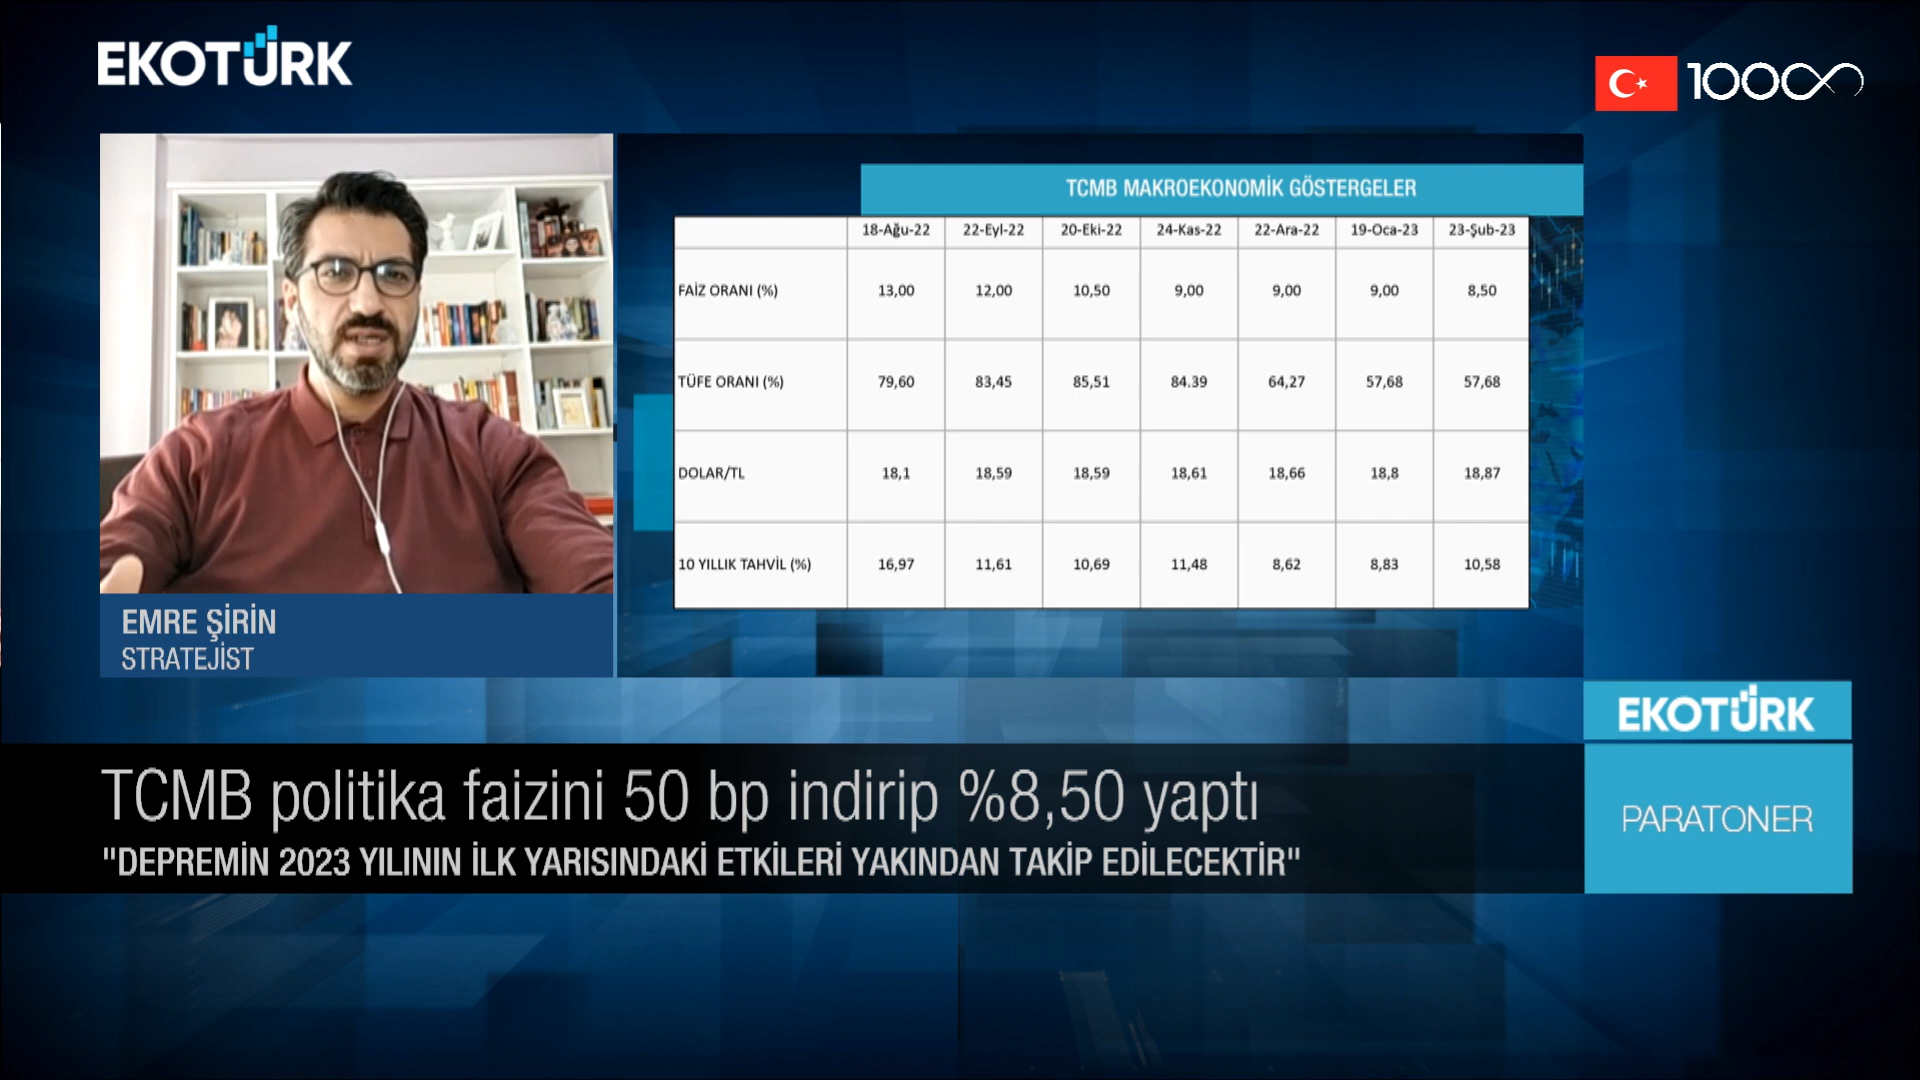 EKOTÜRK
100
TCMB MAKROEKONOMİK GÖSTERGELER
18-Ağu-22 22-Eyl-22 20-Eki-22 24-Kas-22 22-Ara-22 19-Oca-23 23-Şub-23
FAİZ ORANI (%) 13,00 12,00 10,50 9,00 9,00 9,00 8,50
TÜFE ORANI (%) 79,60 83,45 85,51 84.39 64,27 57,68 57,68
DOLAR/TL 18,1 18,59 18,59 18,61 18,66 18,8 18,87
10 YILLIK TAHVİL (%) 16,97 11,61 10,69 11,48 8,62 8,83 10,58
EMRE ŞİRİN
STRATEJİST
EKOTÜRK
TCMB politika faizini 50 bp indirip %8,50 yaptı
"DEPREMİN 2023 YILININ İLK YARISINDAKİ ETKİLERİ YAKINDAN TAKİP EDİLECEKTİR"
PARATONER